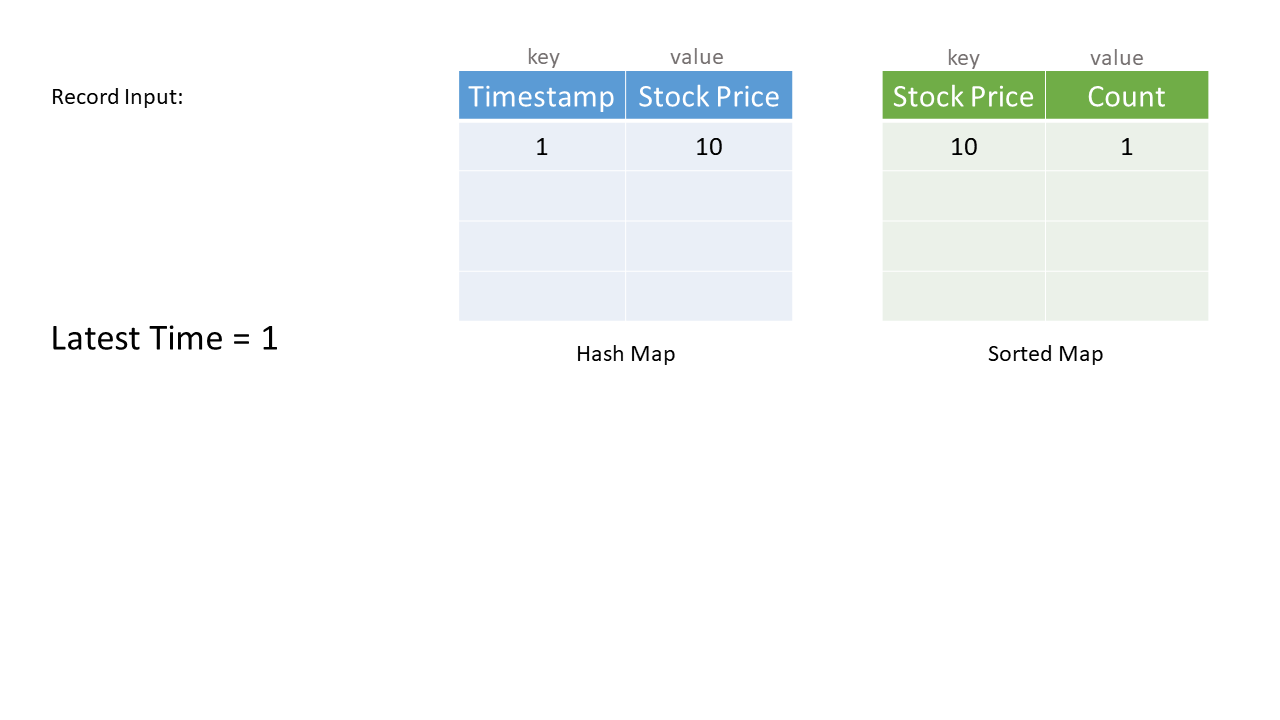 key value
key value
Record Input:
Timestamp Stock Price
Stock Price Count
1 10
10 1
Latest Time = 1
Hash Map
Sorted Map